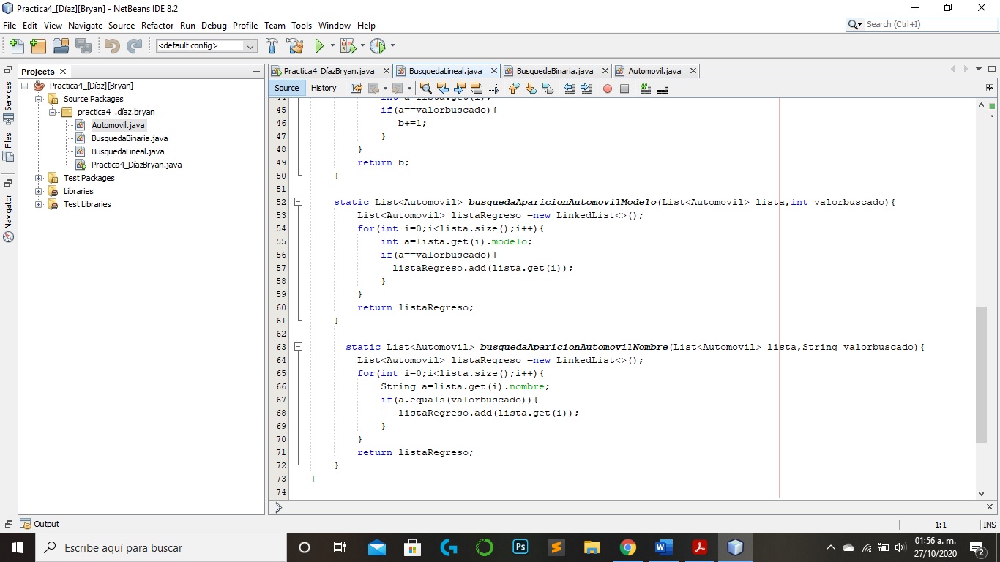 Practica4_[Díaz][Bryan] - NetBeans IDE 8.2
File Edit View Navigate Source Refactor Run Debug Profile Team Tools Window Help
Search (Ctrl+I)
<default config>
Services
Files
Navigator
Projects
Practica4_[Díaz][Bryan]
Source Packages
practica4_.díaz.bryan
Automovil.java
BusquedaBinaria.java
BusquedaLineal.java
Practica4_DíazBryan.java
Test Packages
Libraries
Test Libraries
Practica4_DíazBryan.java BusquedaLineal.java BusquedaBinaria.java Automovil.java
Source History
44 int a=lista.get(i);
45 if(a==valorbuscado){
46 b+=1;
47 }
48 }
49 return b;
50 }
51
52 static List<Automovil> busquedaAparicionAutomovilModelo(List<Automovil> lista,int valorbuscado){
53 List<Automovil> listaRegreso =new LinkedList<>();
54 for(int i=0;i<lista.size();i++){
55 int a=lista.get(i).modelo;
56 if(a==valorbuscado){
57 listaRegreso.add(lista.get(i));
58 }
59 }
60 return listaRegreso;
61 }
62
63 static List<Automovil> busquedaAparicionAutomovilNombre(List<Automovil> lista,String valorbuscado){
64 List<Automovil> listaRegreso =new LinkedList<>();
65 for(int i=0;i<lista.size();i++){
66 String a=lista.get(i).nombre;
67 if(a.equals(valorbuscado)){
68 listaRegreso.add(lista.get(i));
69 }
70 }
71 return listaRegreso;
72 }
73 }
74
Output
1:1 INS
Escribe aquí para buscar
Ps
01:56 a. m.
27/10/2020
2